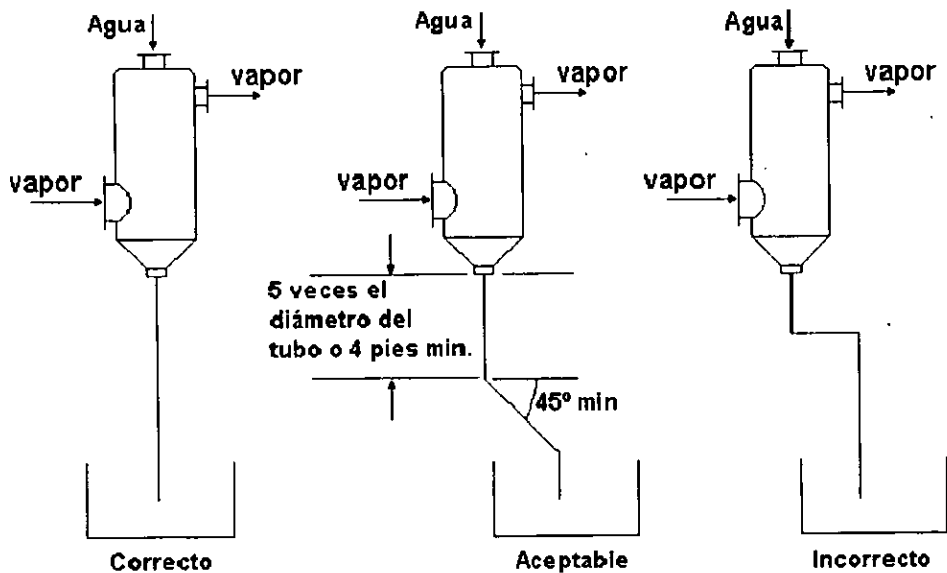 Agua
vapor
vapor
Correcto
Agua
vapor
vapor
5 veces el
diámetro del
tubo o 4 pies min.
45º min
Aceptable
Agua
vapor
vapor
Incorrecto